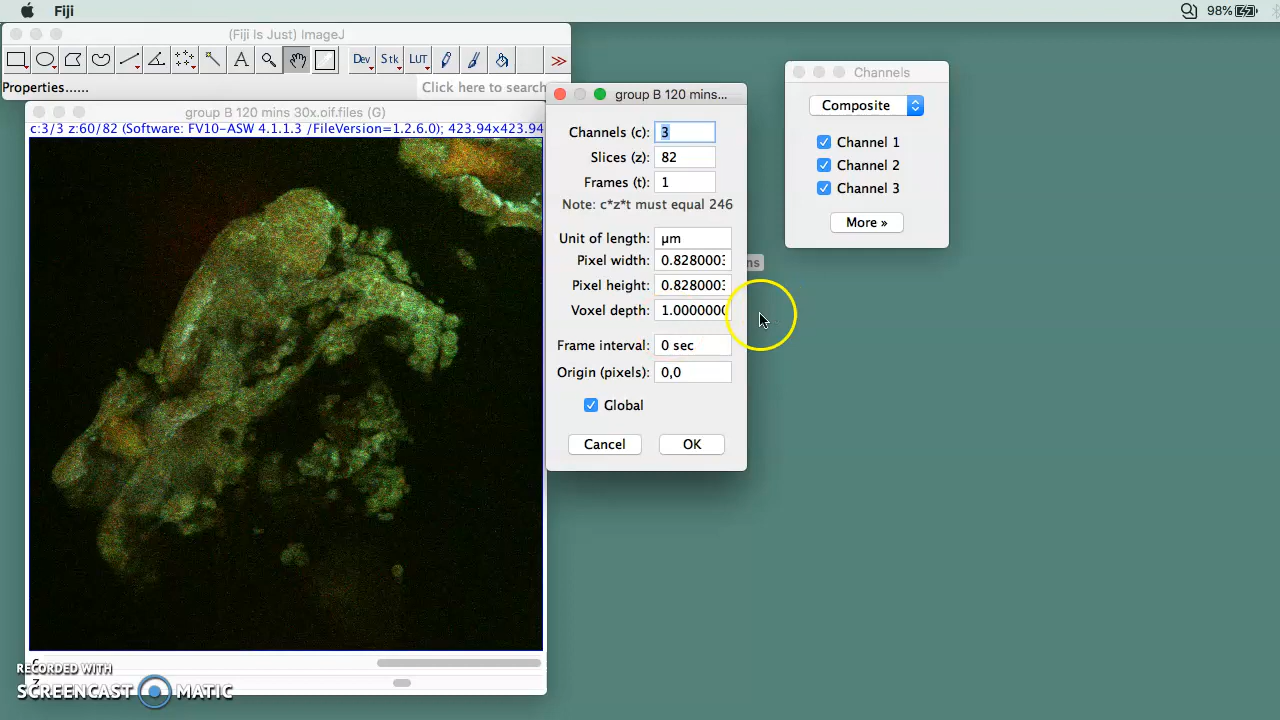 Fiji
98%
(Fiji Is Just) ImageJ
A
Dev
Stk
LUT
>>
Properties......
Click here to search
group B 120 mins 30x.oif.files (G)
c:3/3 z:60/82 (Software: FV10-ASW 4.1.1.3 /FileVersion=1.2.6.0); 423.94x423.94
group B 120 mins...
Channels (c): 3
Slices (z): 82
Frames (t): 1
Note: c*z*t must equal 246
Unit of length: µm
Pixel width: 0.828000
Pixel height: 0.828000
Voxel depth: 1.000000
Frame interval: 0 sec
Origin (pixels): 0,0
Global
Cancel
OK
ns
Channels
Composite
Channel 1
Channel 2
Channel 3
More »
z
RECORDED WITH
SCREENCAST MATIC